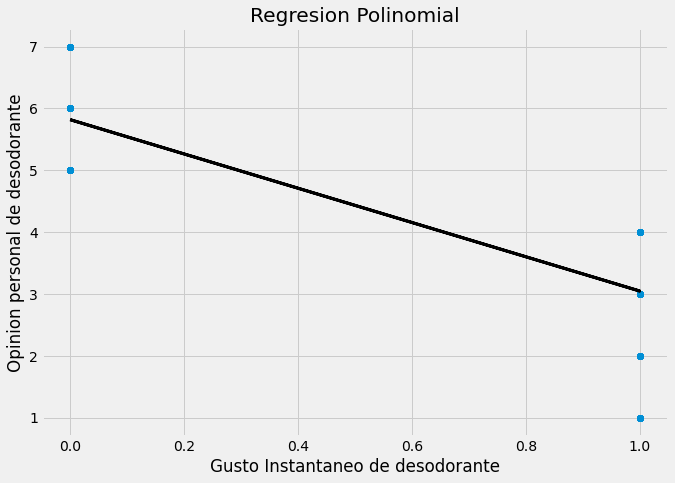 Regresion Polinomial
Opinion personal de desodorante
7
6
5
4
3
2
1
0.0 0.2 0.4 0.6 0.8 1.0
Gusto Instantaneo de desodorante